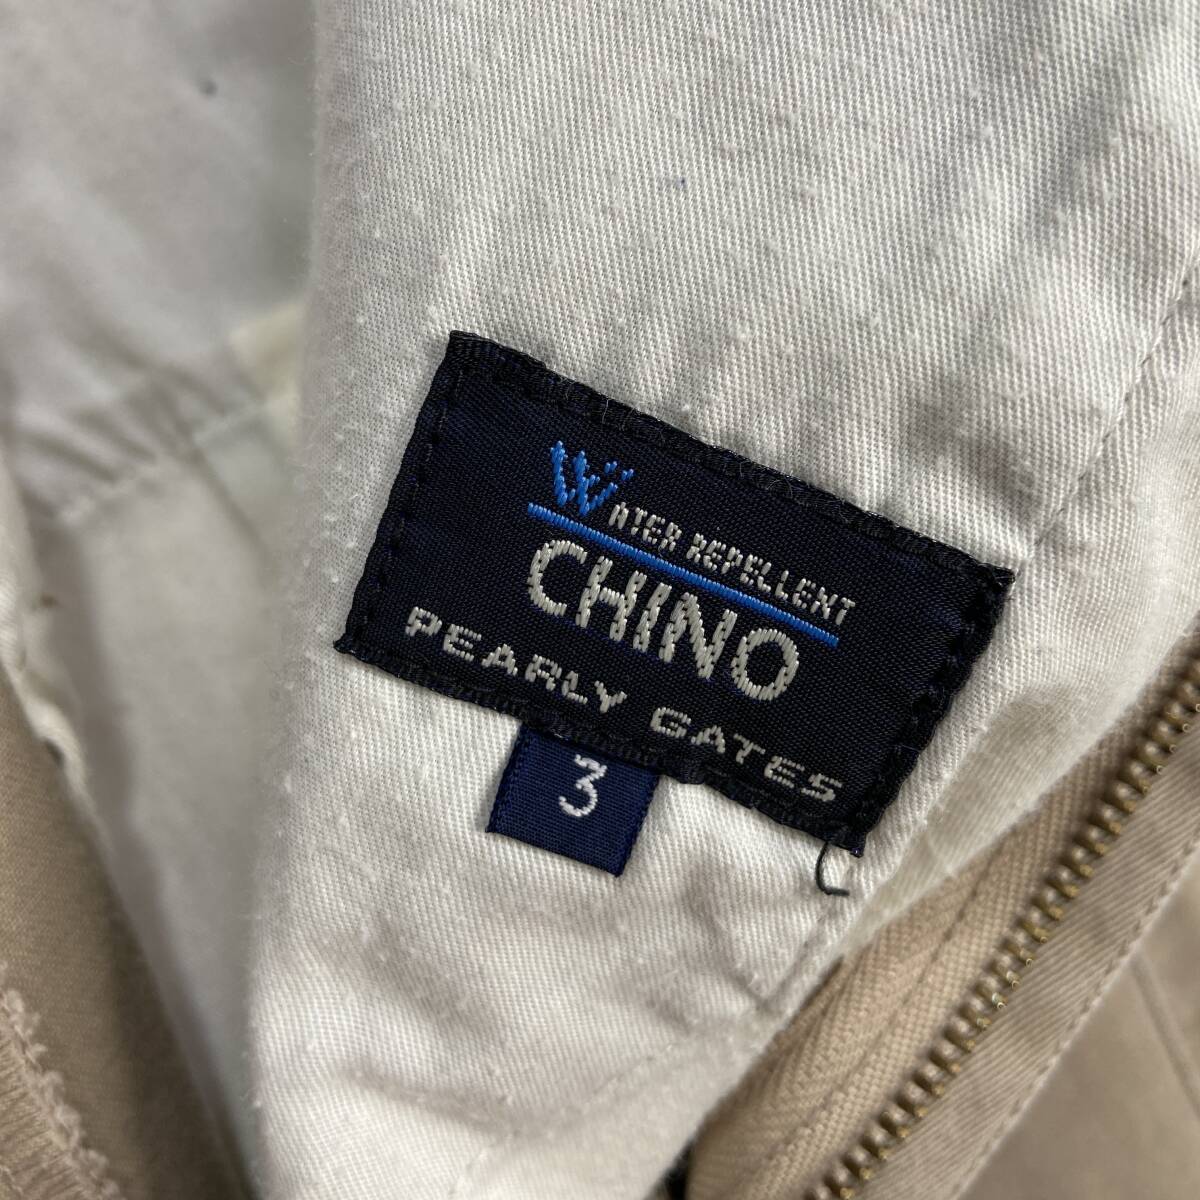 WATER REPELLENT
CHINO
PEARLY GATES
3